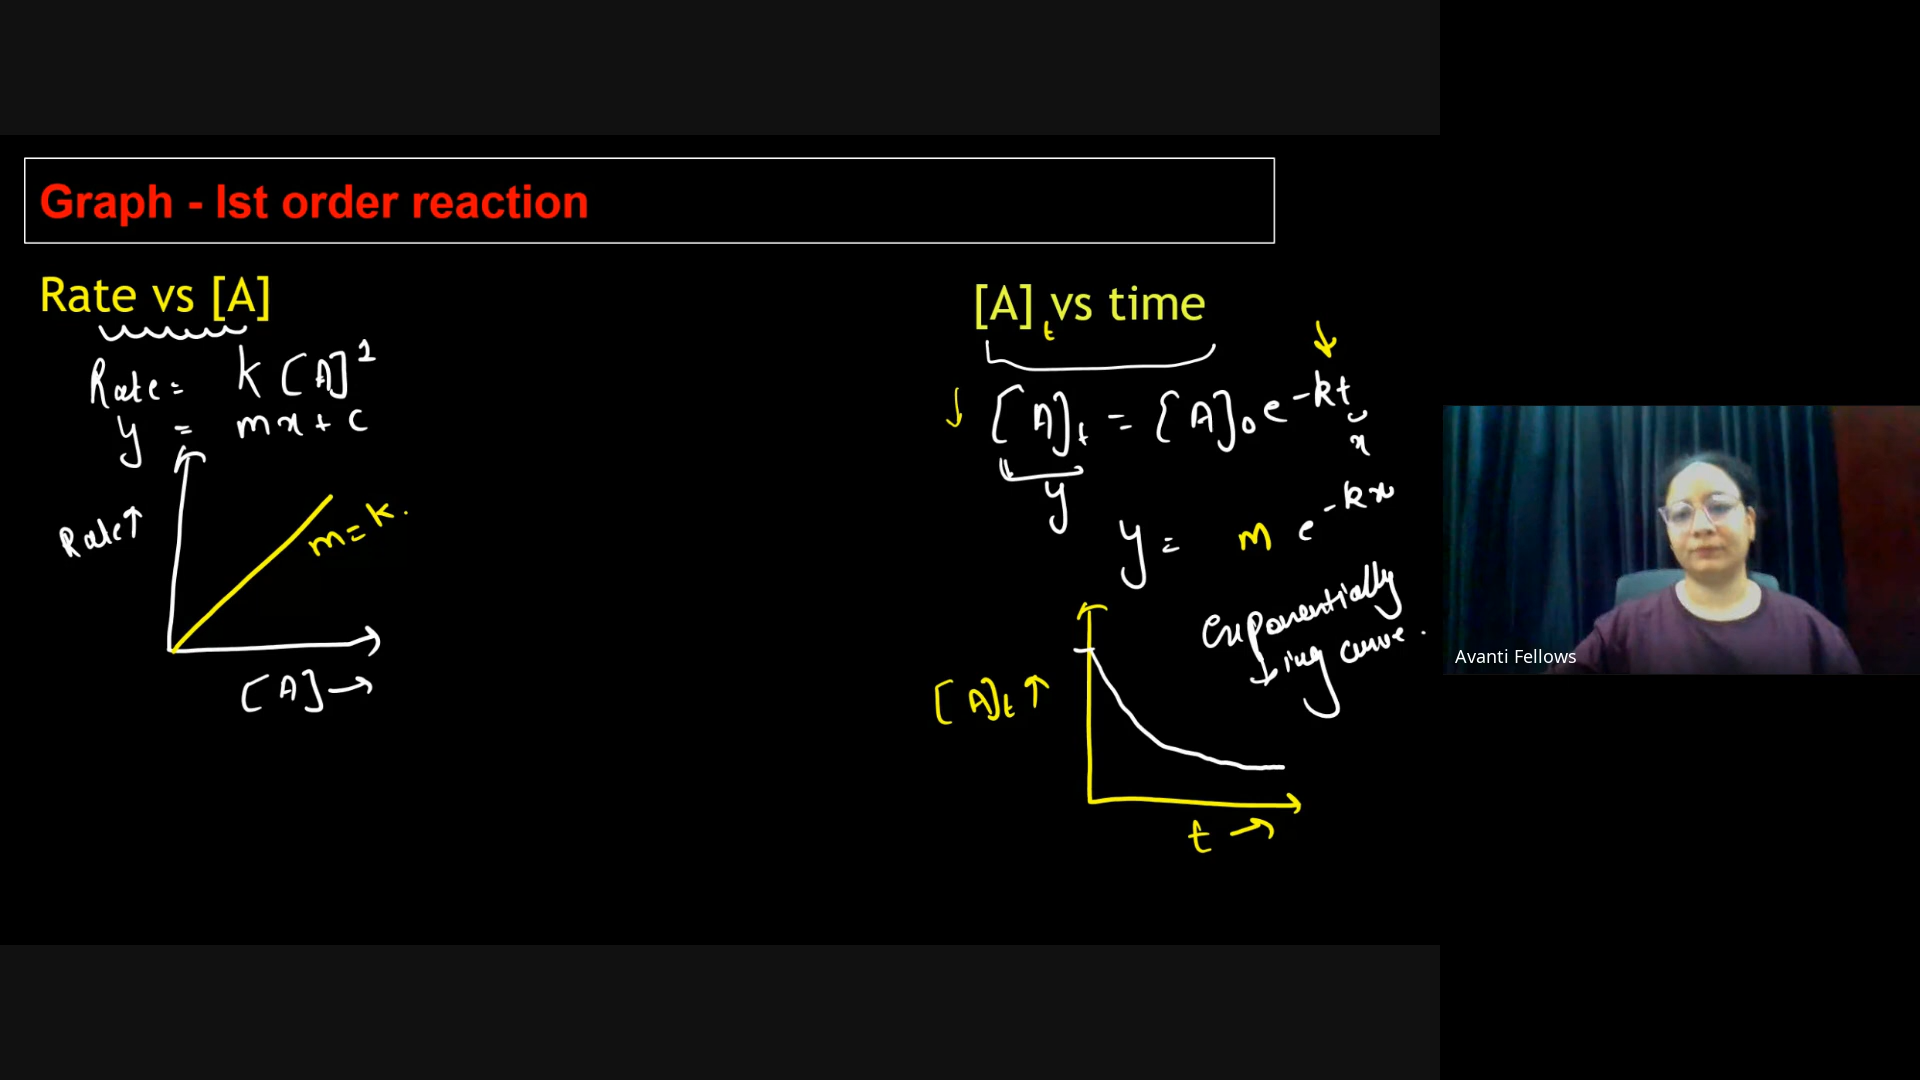 Graph - Ist order reaction
Rate vs [A]
Rate = k [A]¹
y = mx + c
Rate↑
m = k.
[A]→
[A]t vs time
↓ [A]t = [A]₀e^-kt
↓
x
y
y = m e^-kx
Exponentially
↓ing curve.
[A]t ↑
t →
Avanti Fellows